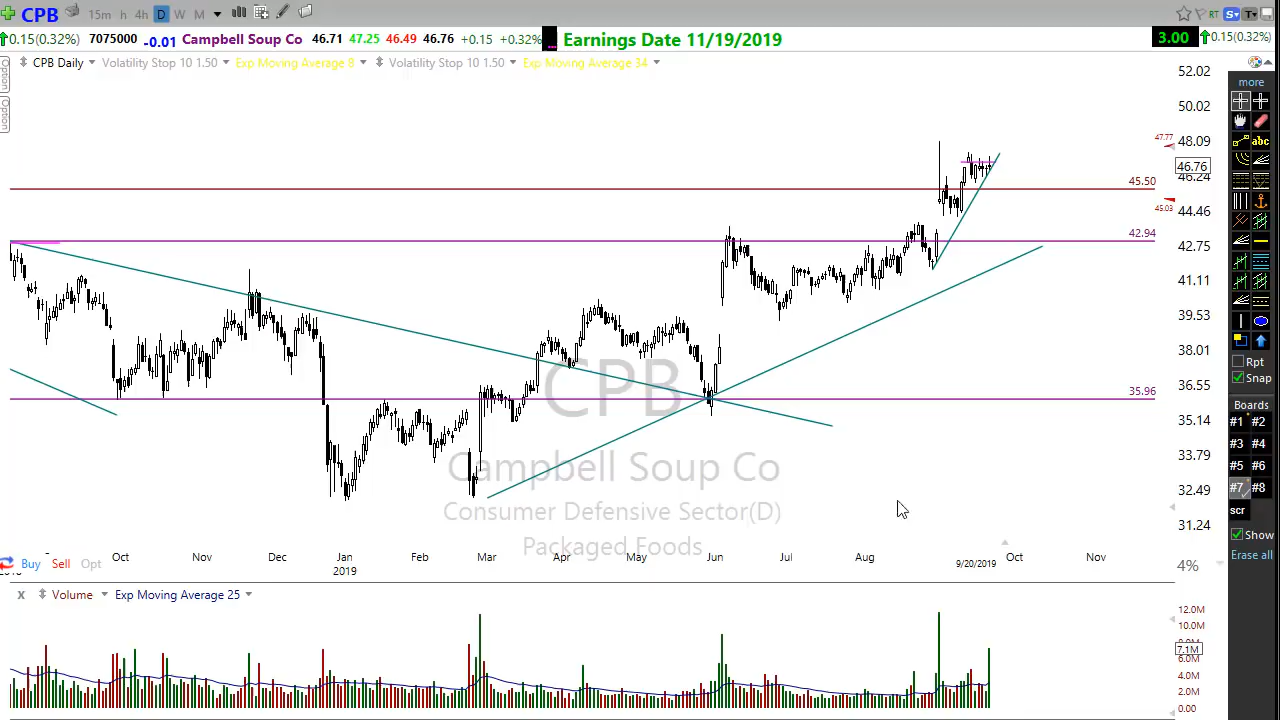 CPB 15m h 4h D W M RT S T
0.15(0.32%) 7075000 -0.01 Campbell Soup Co 46.71 47.25 46.49 46.76 +0.15 +0.32% ... Earnings Date 11/19/2019 3.00 0.15(0.32%)
Option
Option
CPB Daily Volatility Stop 10 1.50 Exp Moving Average 8 Volatility Stop 10 1.50 Exp Moving Average 34
52.02
50.02
48.09
47.77
46.76
46.24
45.50
45.03
44.46
42.94
42.75
41.11
39.53
38.01
36.55
35.96
35.14
33.79
32.49
31.24
4%
CPB
Campbell Soup Co
Consumer Defensive Sector(D)
Packaged Foods
Oct Nov Dec Jan Feb Mar Apr May Jun Jul Aug 9/20/2019 Oct Nov
2019
Buy Sell Opt
X Volume Exp Moving Average 25
12.0M
10.0M
7.1M
6.0M
4.0M
2.0M
0.00
more
abc
Rpt
Snap
Boards
#1 #2
#3 #4
#5 #6
#7 #8
scr
Show
Erase all